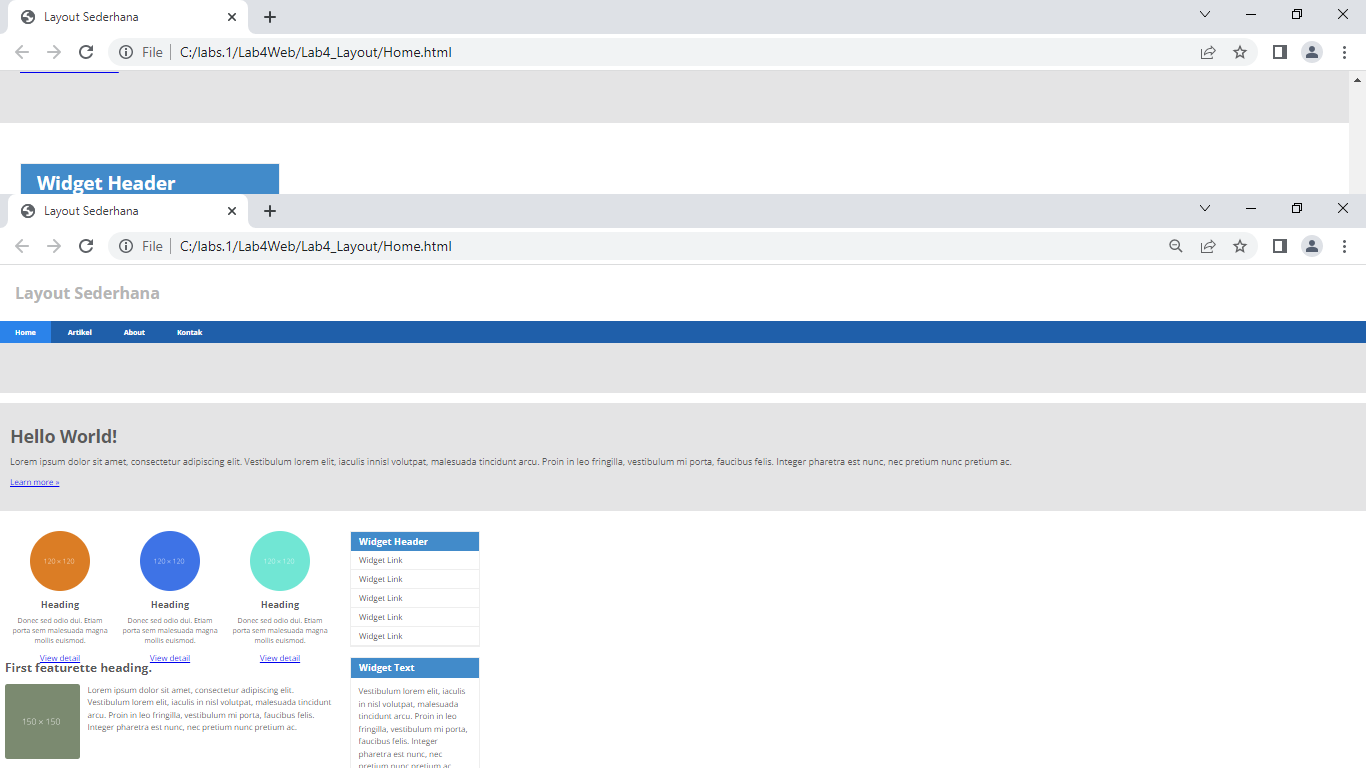 Layout Sederhana
File C:/labs.1/Lab4Web/Lab4_Layout/Home.html
Widget Header
Layout Sederhana
File C:/labs.1/Lab4Web/Lab4_Layout/Home.html
Layout Sederhana
Home Artikel About Kontak
Hello World!
Lorem ipsum dolor sit amet, consectetur adipiscing elit. Vestibulum lorem elit, iaculis innisl volutpat, malesuada tincidunt arcu. Proin in leo fringilla, vestibulum mi porta, faucibus felis. Integer pharetra est nunc, nec pretium nunc pretium ac.
Learn more »
120 × 120
Heading
Donec sed odio dui. Etiam
porta sem malesuada magna
mollis euismod.
View detail
120 × 120
Heading
Donec sed odio dui. Etiam
porta sem malesuada magna
mollis euismod.
View detail
120 × 120
Heading
Donec sed odio dui. Etiam
porta sem malesuada magna
mollis euismod.
View detail
First featurette heading.
150 × 150
Lorem ipsum dolor sit amet, consectetur adipiscing elit.
Vestibulum lorem elit, iaculis in nisl volutpat, malesuada tincidunt
arcu. Proin in leo fringilla, vestibulum mi porta, faucibus felis.
Integer pharetra est nunc, nec pretium nunc pretium ac.
Widget Header
Widget Link
Widget Link
Widget Link
Widget Link
Widget Link
Widget Text
Vestibulum lorem elit, iaculis
in nisl volutpat, malesuada
tincidunt arcu. Proin in leo
fringilla, vestibulum mi porta,
faucibus felis. Integer
pharetra est nunc, nec
pretium nunc pretium ac.